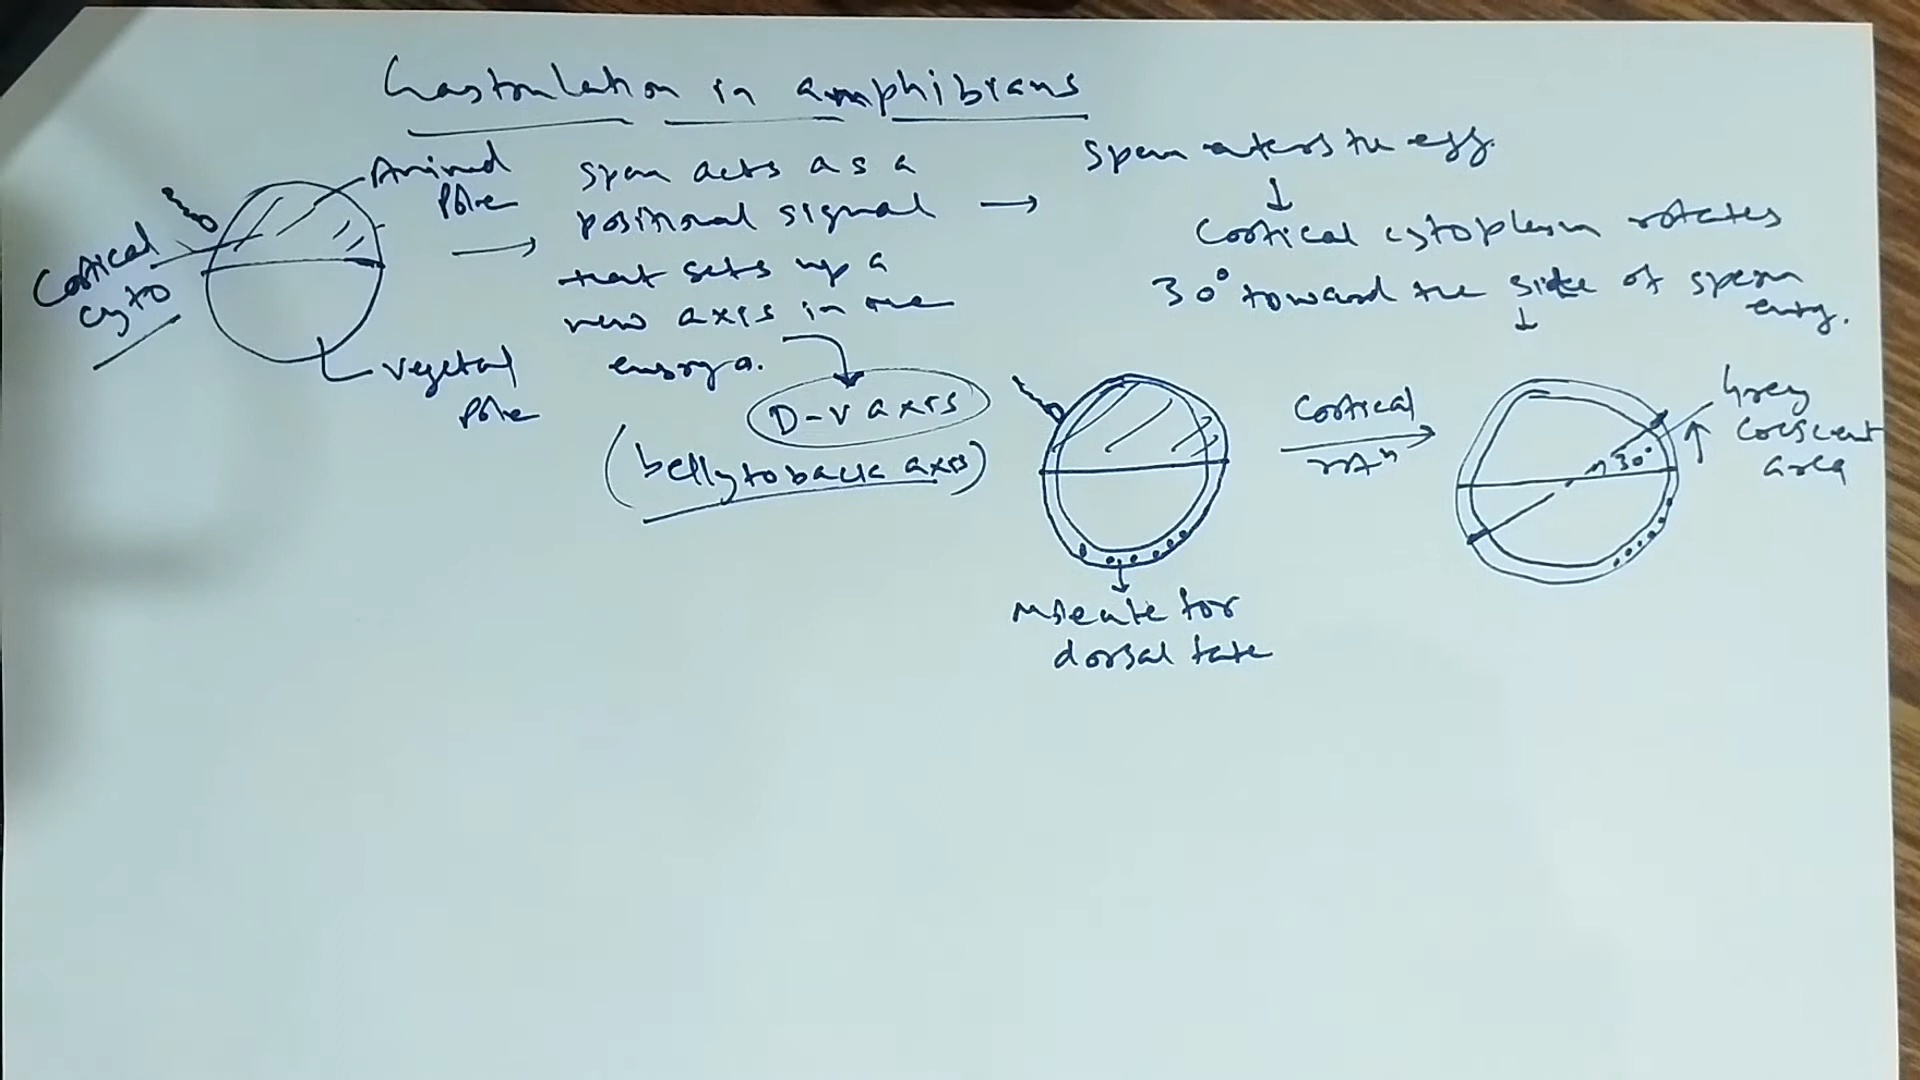 Gastrulation in amphibians
Animal
Pole
Cortical
cyto
Vegetal
Pole
sperm acts as a
positional signal
that sets up a
new axis in the
embryo.
D-V axis
(belly to back axis)
Sperm enters the egg.
Cortical cytoplasm rotates
30° toward the side of sperm
entry.
Cortical
rotⁿ
30°
Grey
crescent
area
Molecule for
dorsal fate